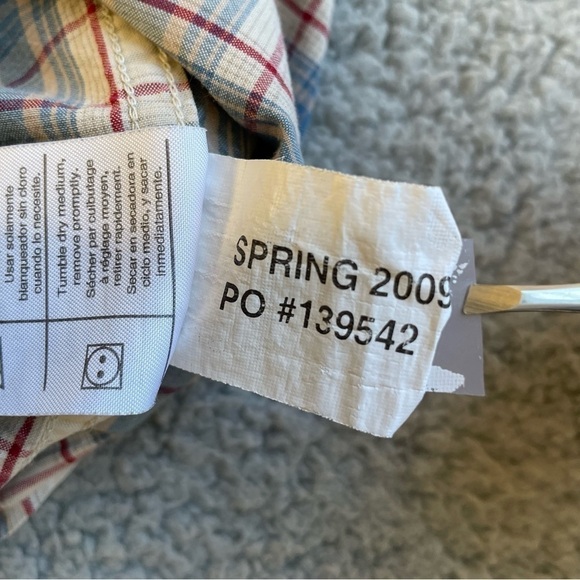 Usar solamente
blanqueador sin cloro
cuando lo necesite.
Tumble dry medium,
remove promptly.
Sécher par culbutage
à réglage moyen,
retirer rapidement.
Secar en secadora en
ciclo medio, y sacar
inmediatamente.
SPRING 2009
PO #139542